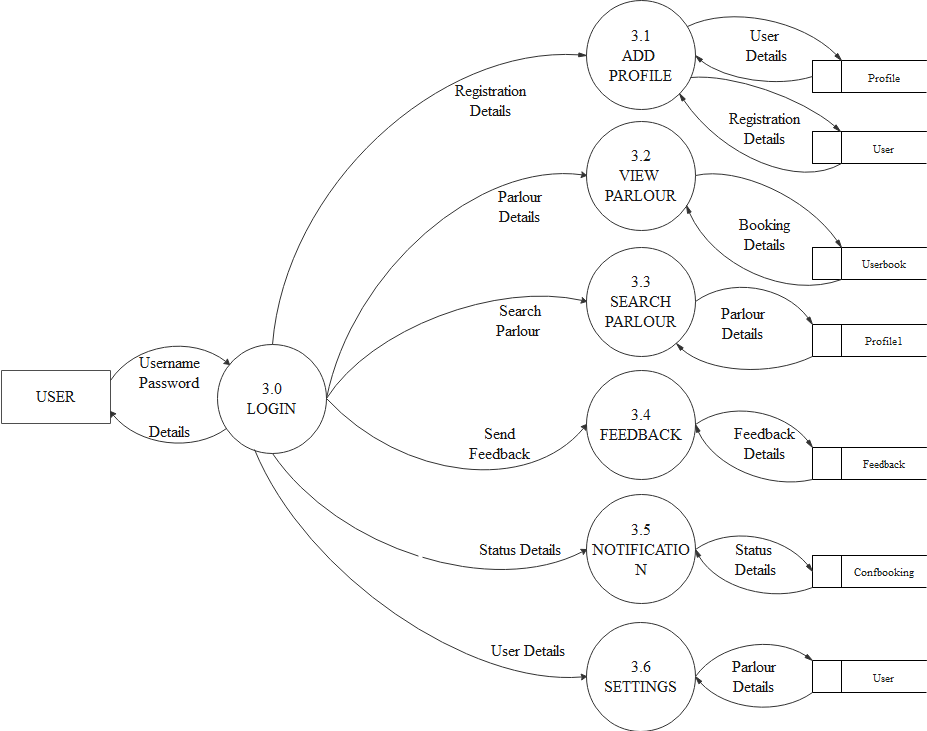 3.1
ADD
PROFILE
User
Details
Profile
Registration
Details
Registration
Details
User
3.2
VIEW
PARLOUR
Parlour
Details
Booking
Details
Userbook
3.3
SEARCH
PARLOUR
Search
Parlour
Parlour
Details
Profile1
Username
Password
USER
3.0
LOGIN
Details
3.4
FEEDBACK
Send
Feedback
Feedback
Details
Feedback
3.5
NOTIFICATIO
N
Status Details
Status
Details
Confbooking
User Details
3.6
SETTINGS
Parlour
Details
User